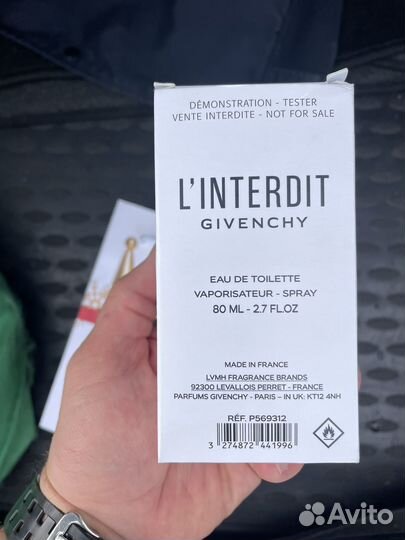 DÉMONSTRATION - TESTER
VENTE INTERDITE - NOT FOR SALE
L'INTERDIT
GIVENCHY
EAU DE TOILETTE
VAPORISATEUR - SPRAY
80 ML - 2.7 FL.OZ
MADE IN FRANCE
LVMH FRAGRANCE BRANDS
92300 LEVALLOIS PERRET - FRANCE
PARFUMS GIVENCHY - PARIS - IN UK: KT12 4NH
RÉF. P569312
3 274872 441996
Avito